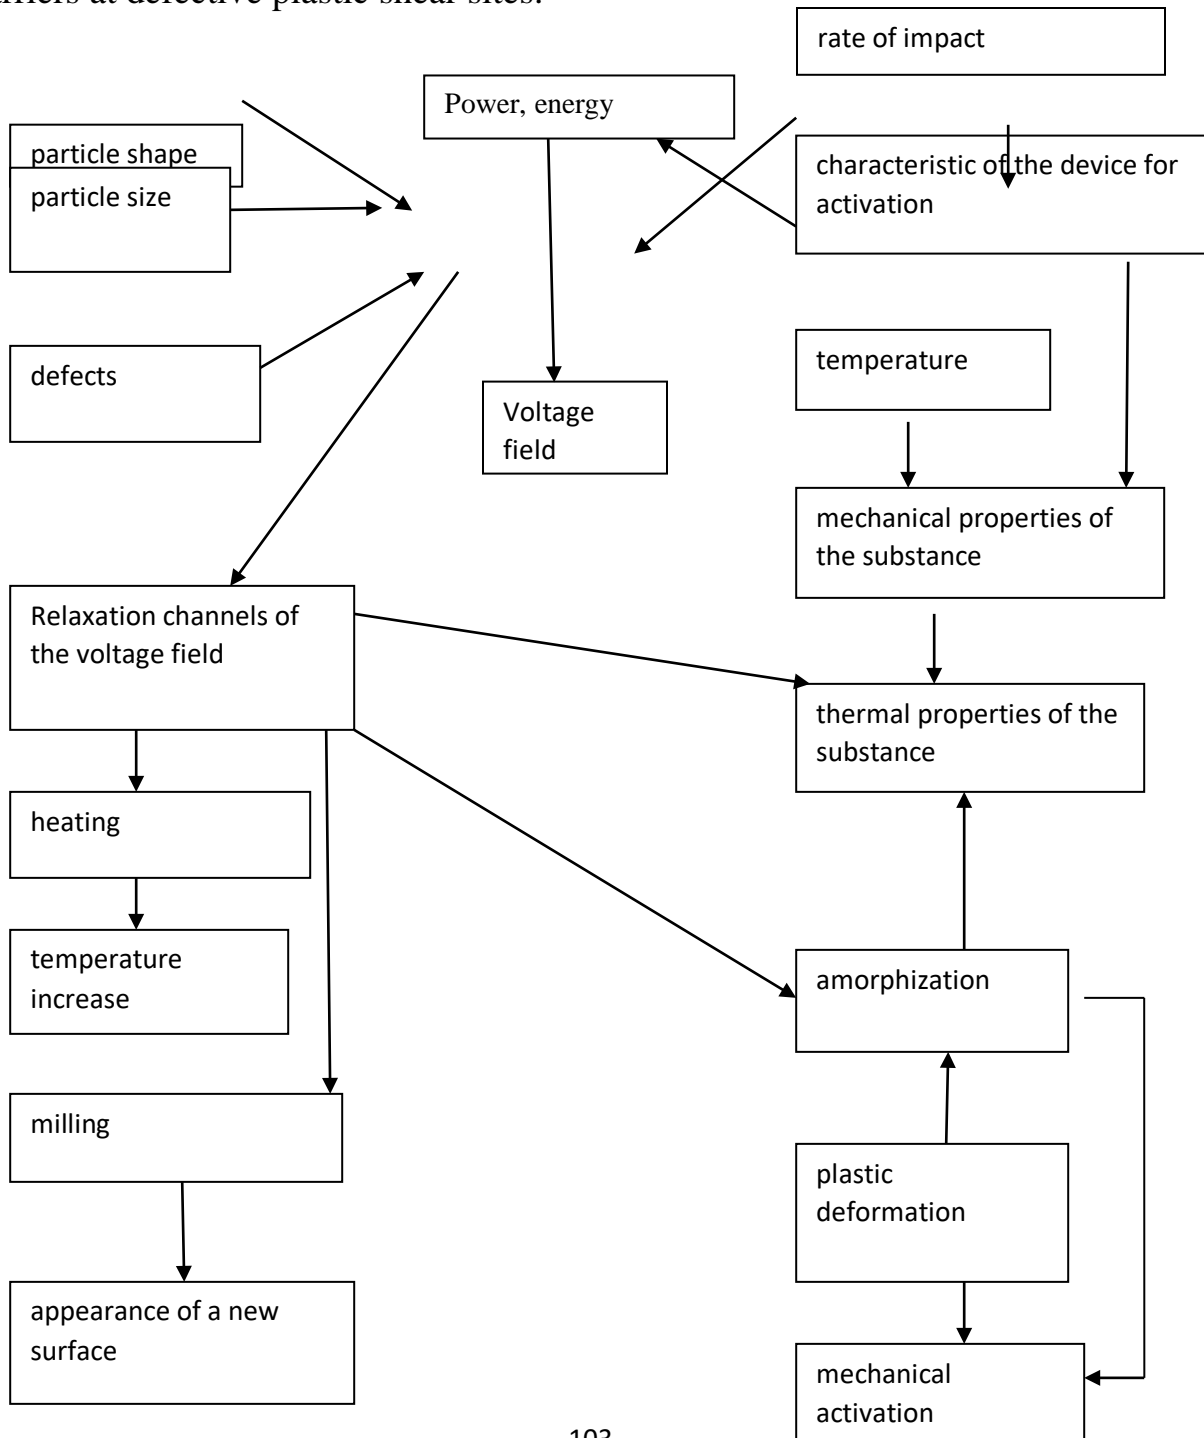 at defective plastic shear sites.
rate of impact
Power, energy
particle shape
particle size
characteristic of the device for
activation
defects
temperature
Voltage
field
mechanical properties of
the substance
Relaxation channels of
the voltage field
thermal properties of the
substance
heating
temperature
increase
amorphization
milling
plastic
deformation
appearance of a new
surface
mechanical
activation
103